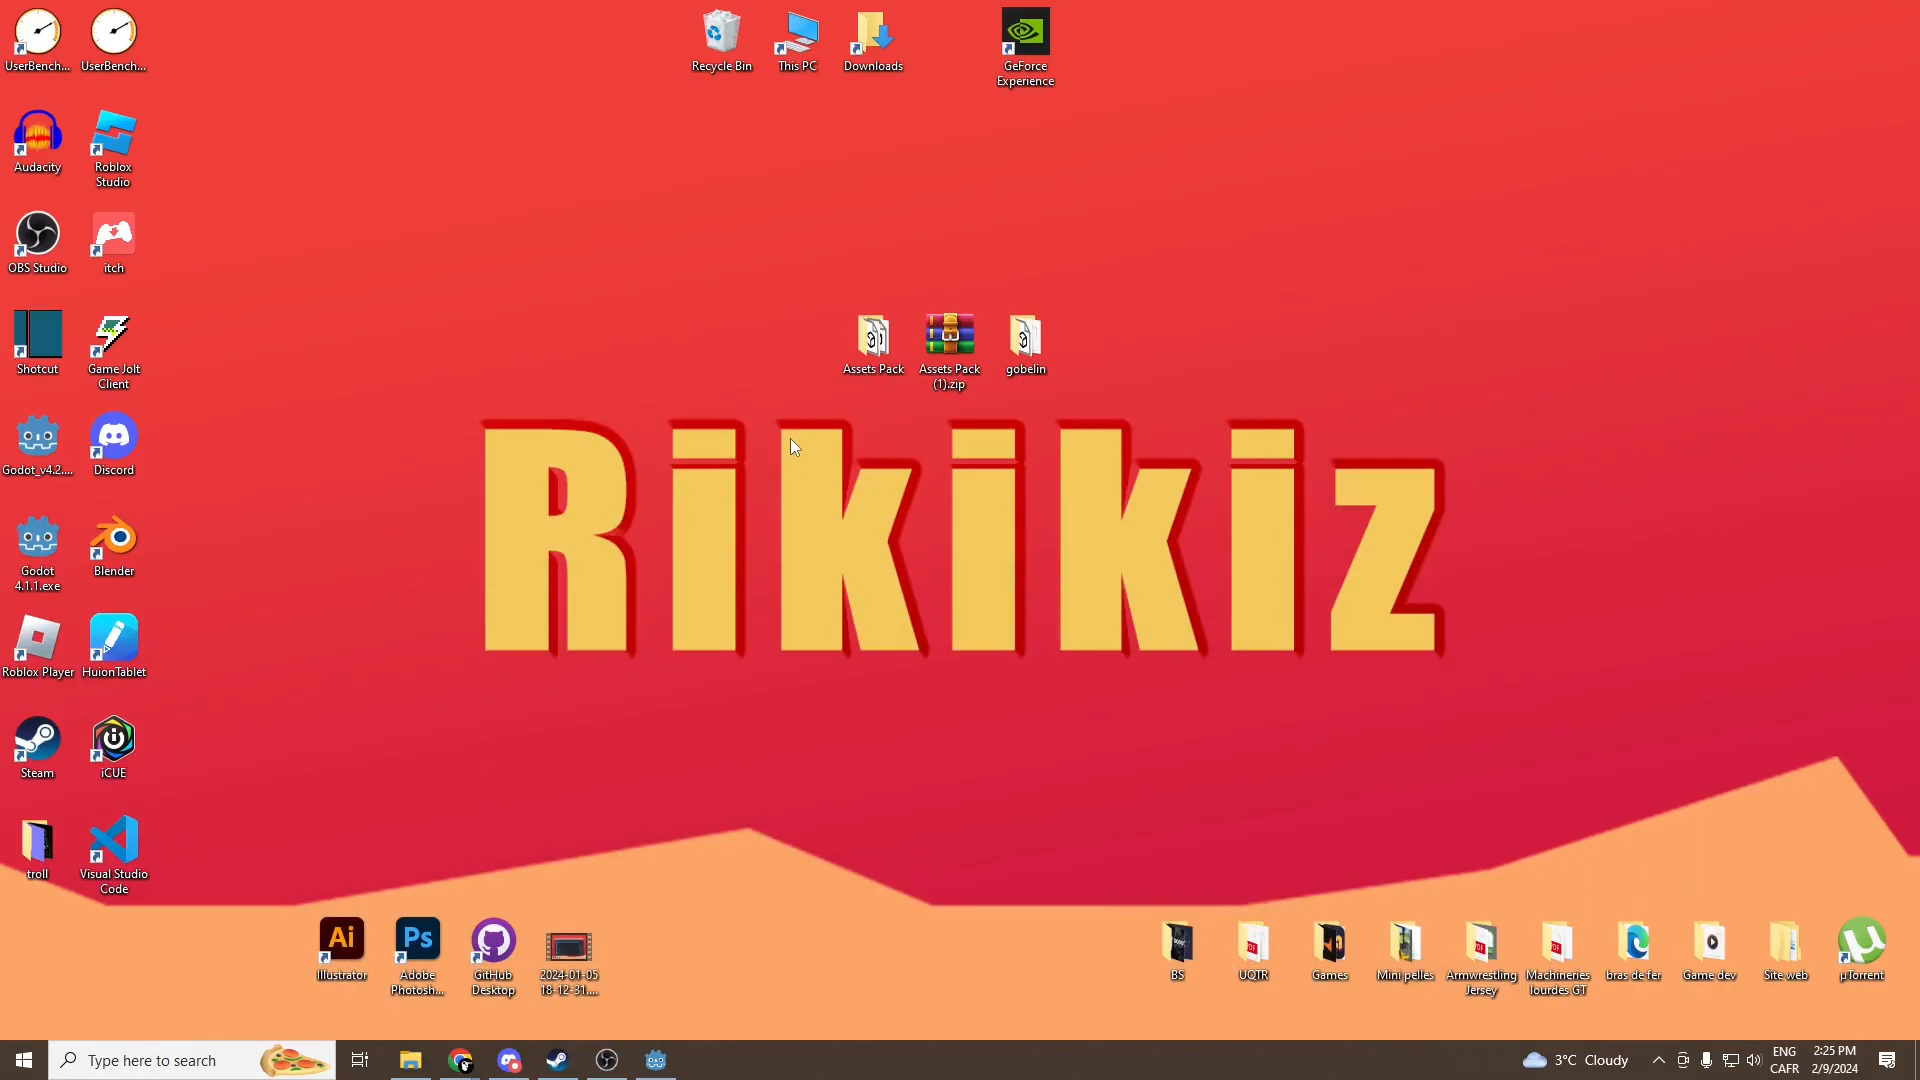 UserBench...
UserBench...
Recycle Bin
This PC
Downloads
GeForce
Experience
Audacity
Roblox
Studio
OBS Studio
itch
Shotcut
Game Jolt
Client
Assets Pack
Assets Pack
(1).zip
gobelin
Rikikiz
Godot_v4.2....
Discord
Godot
4.1.1.exe
Blender
Roblox Player
HuionTablet
Steam
iCUE
troll
Visual Studio
Code
Ai
Illustrator
Ps
Adobe
Photosh...
GitHub
Desktop
2024-01-05
18-12-31....
BS
UQTR
Games
Mini pelles
Armwrestling
Jersey
Machineries
lourdes GT
bras de fer
Game dev
Site web
µTorrent
Type here to search
3°C Cloudy
ENG
CAFR
2:25 PM
2/9/2024